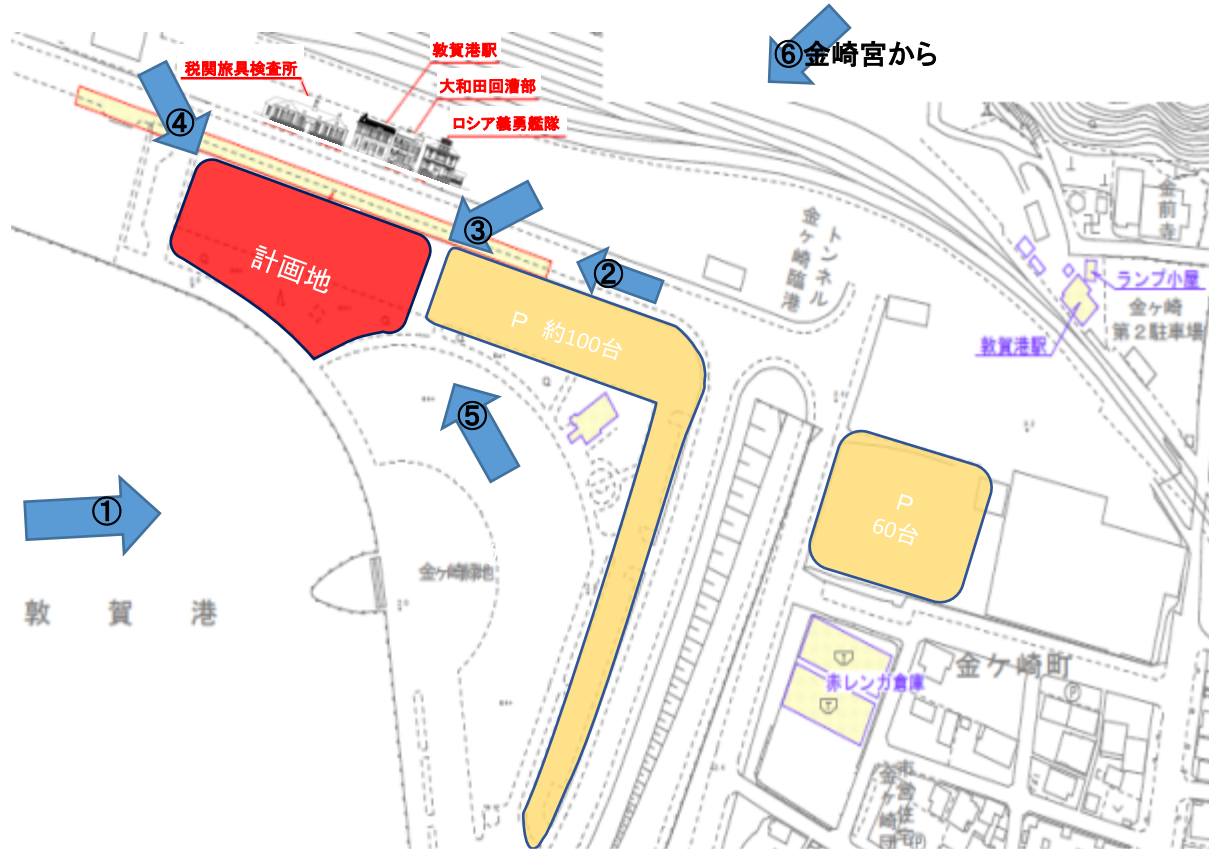 ⑥金崎宮から
敦賀港駅
税関旅具検査所
大和田回漕部
ロシア義勇艦隊
④
③
②
計画地
トンネル
金ヶ崎臨港
金前寺
ランプ小屋
金ヶ崎
第2駐車場
敦賀港駅
P 約100台
⑤
①
P
60台
金ヶ崎緑地
敦賀港
赤レンガ倉庫
金ケ崎町